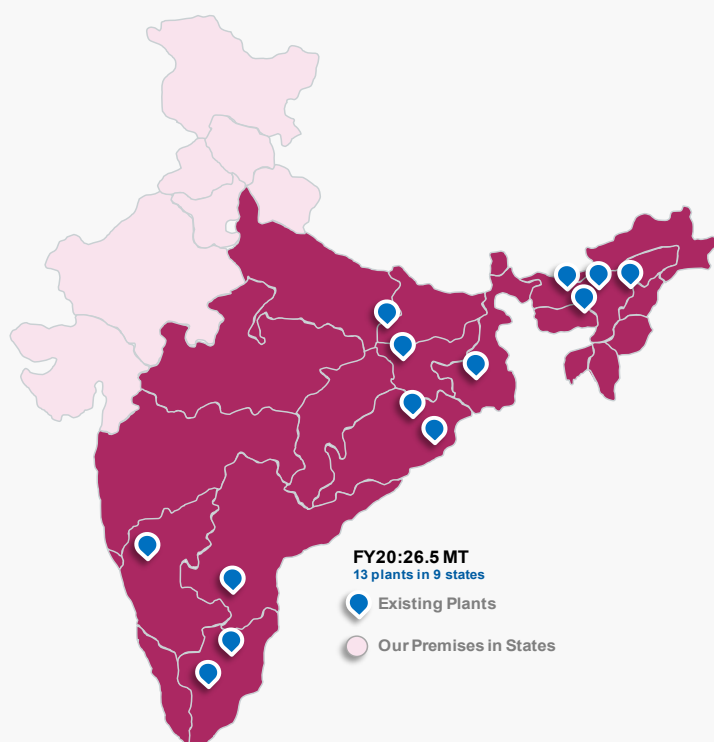 FY20:26.5 MT
13 plants in 9 states
Existing Plants
Our Premises in States